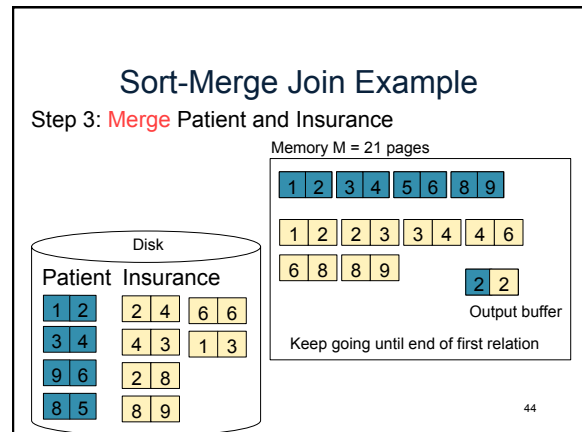 Sort-Merge Join Example
Step 3: Merge Patient and Insurance
Memory M = 21 pages
1 2 3 4 5 6 8 9
1 2 2 3 3 4 4 6
6 8 8 9
2 2
Output buffer
Keep going until end of first relation
Disk
Patient Insurance
1 2 2 4 6 6
3 4 4 3 1 3
9 6 2 8
8 5 8 9
44